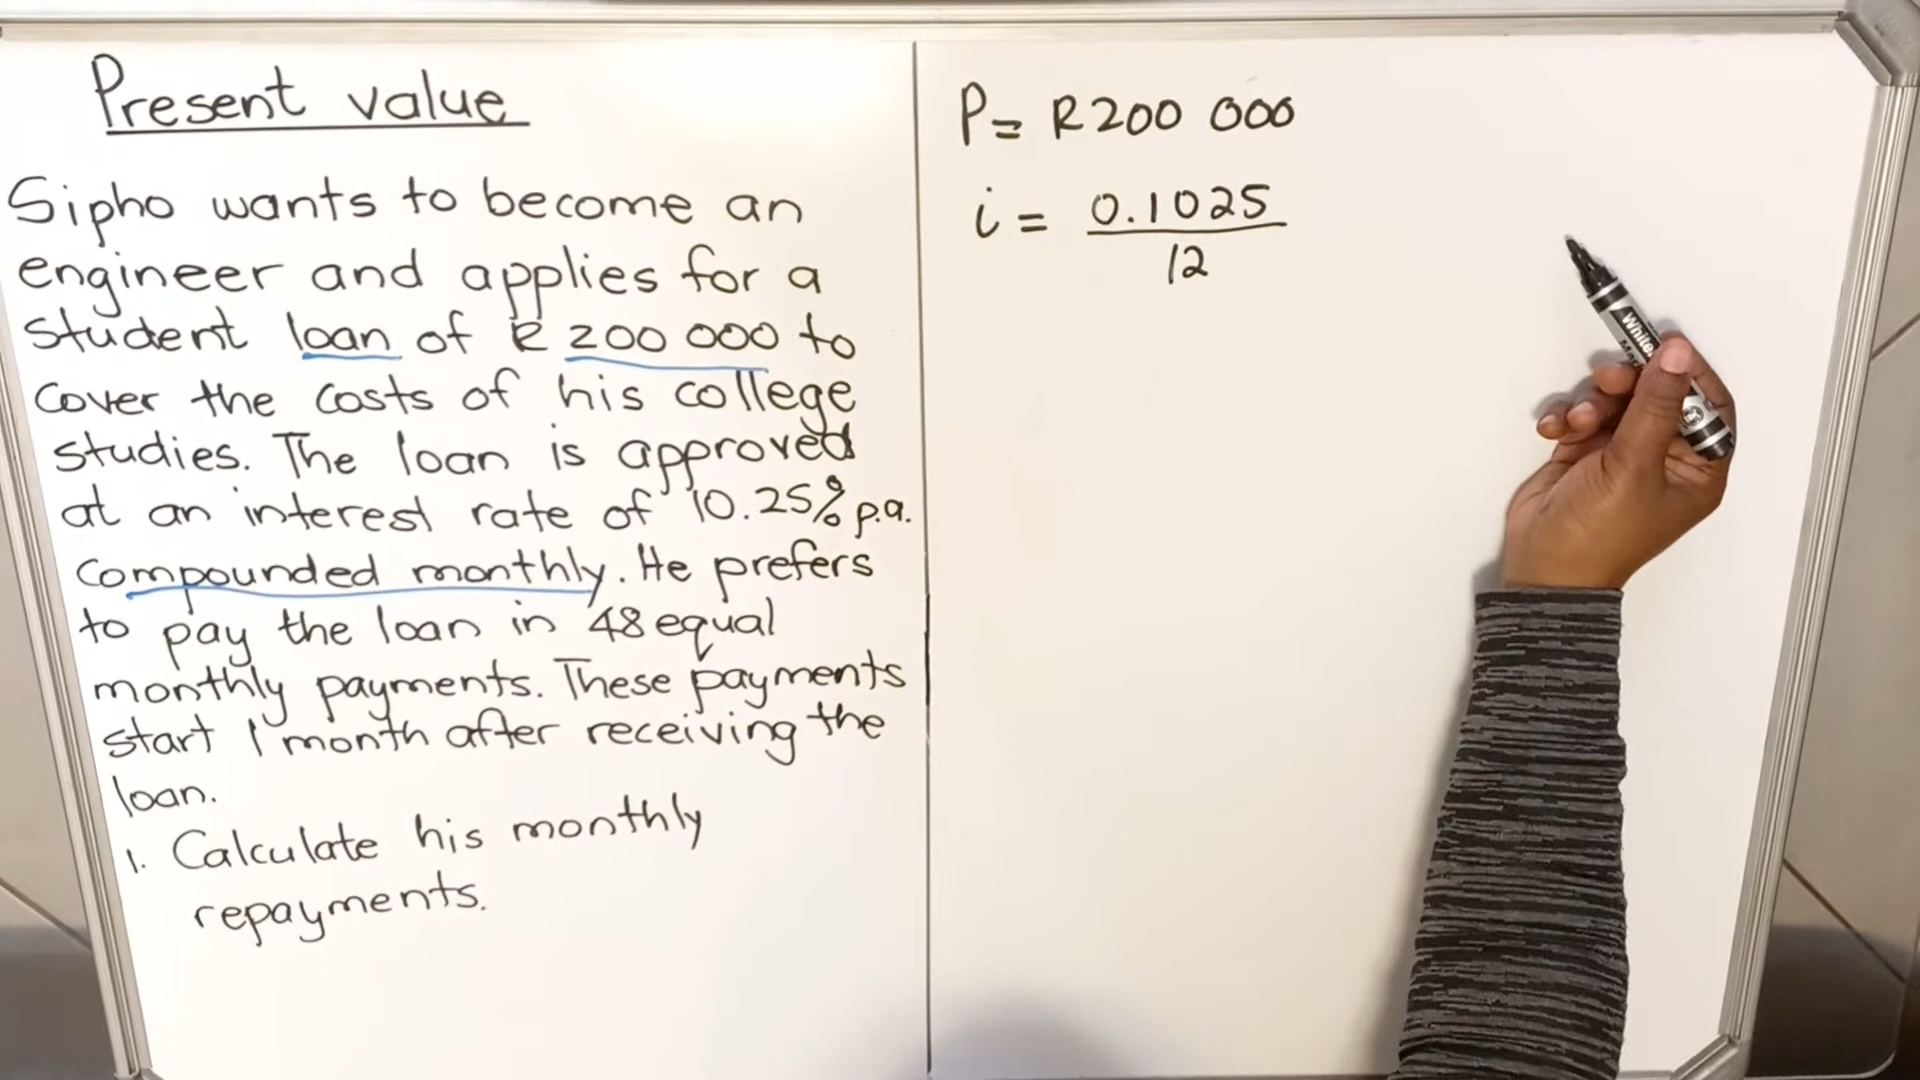 Present value
Sipho wants to become an
engineer and applies for a
student loan of R 200 000 to
cover the costs of his college
studies. The loan is approved
at an interest rate of 10.25% p.a.
compounded monthly. He prefers
to pay the loan in 48 equal
monthly payments. These payments
start 1 month after receiving the
loan.
1. Calculate his monthly
repayments.
P = R200 000
i = 0.1025
12
White